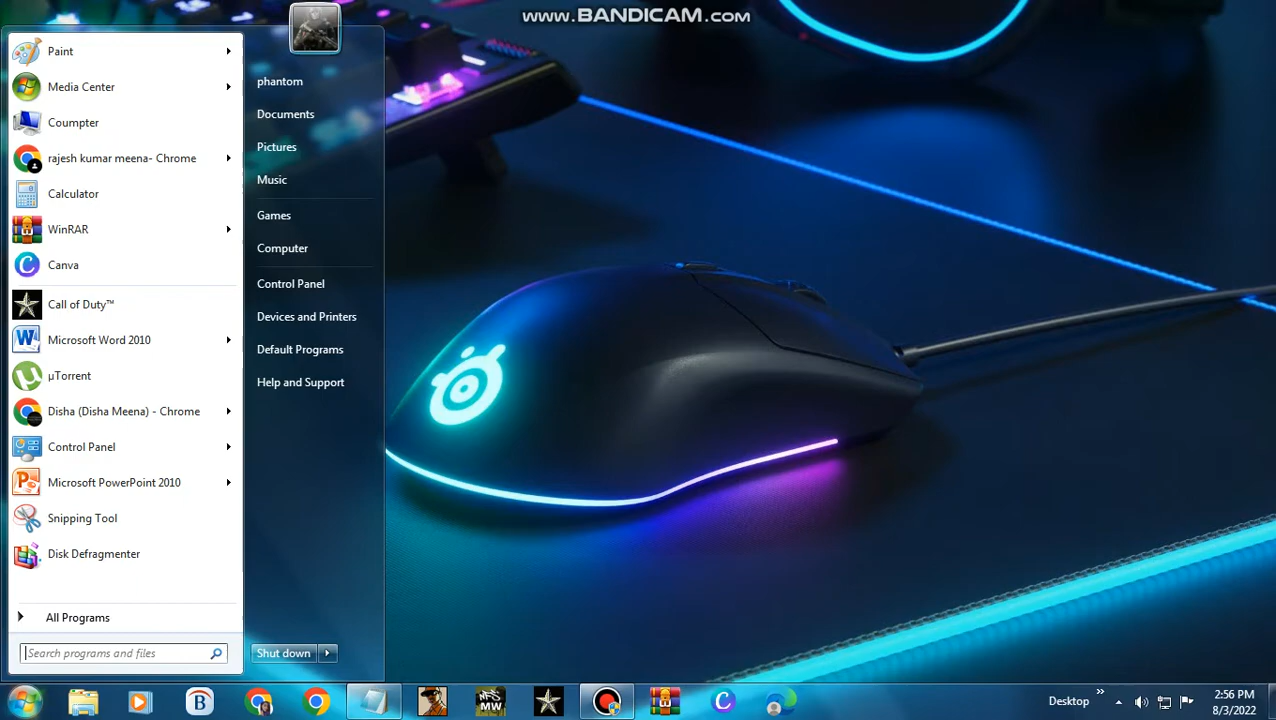 www.BANDICAM.com
Paint
Media Center
Coumpter
rajesh kumar meena- Chrome
Calculator
WinRAR
Canva
Call of Duty™
Microsoft Word 2010
µTorrent
Disha (Disha Meena) - Chrome
Control Panel
Microsoft PowerPoint 2010
Snipping Tool
Disk Defragmenter
All Programs
Search programs and files
phantom
Documents
Pictures
Music
Games
Computer
Control Panel
Devices and Printers
Default Programs
Help and Support
Shut down
B
NFS
MW
Desktop
2:56 PM
8/3/2022